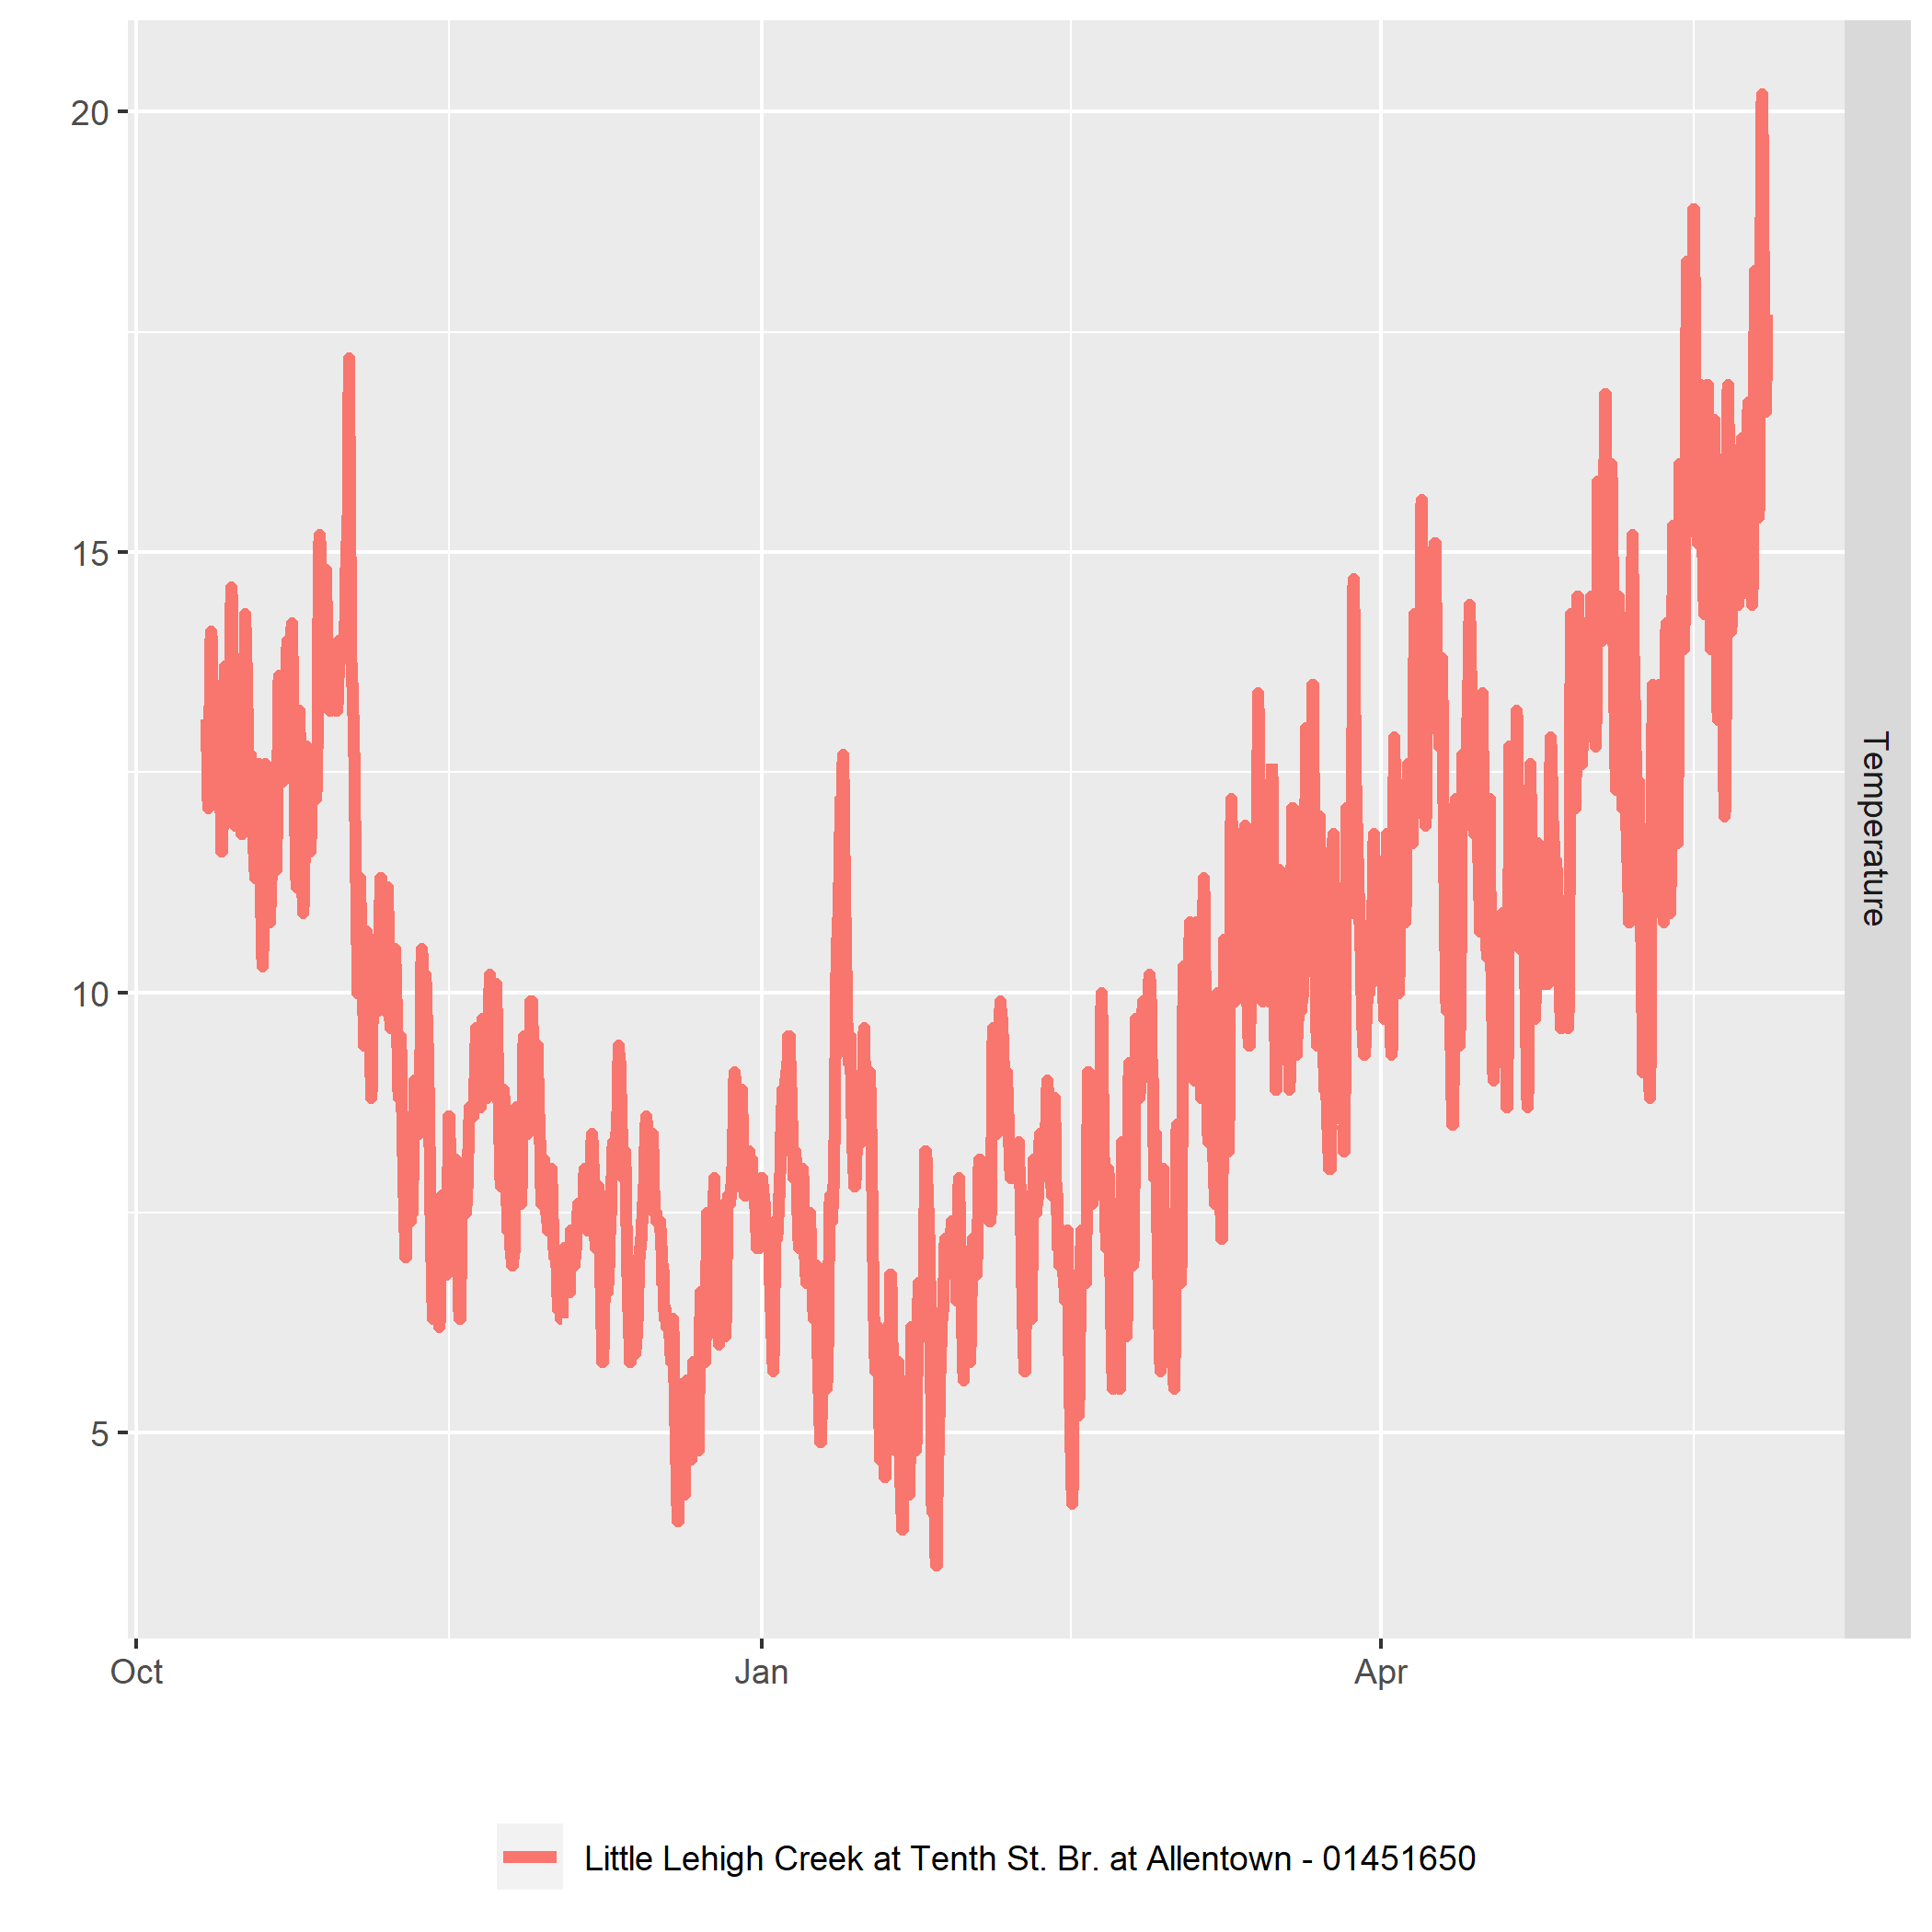 20
15
10
5
Temperature
Oct
Jan
Apr
Little Lehigh Creek at Tenth St. Br. at Allentown - 01451650